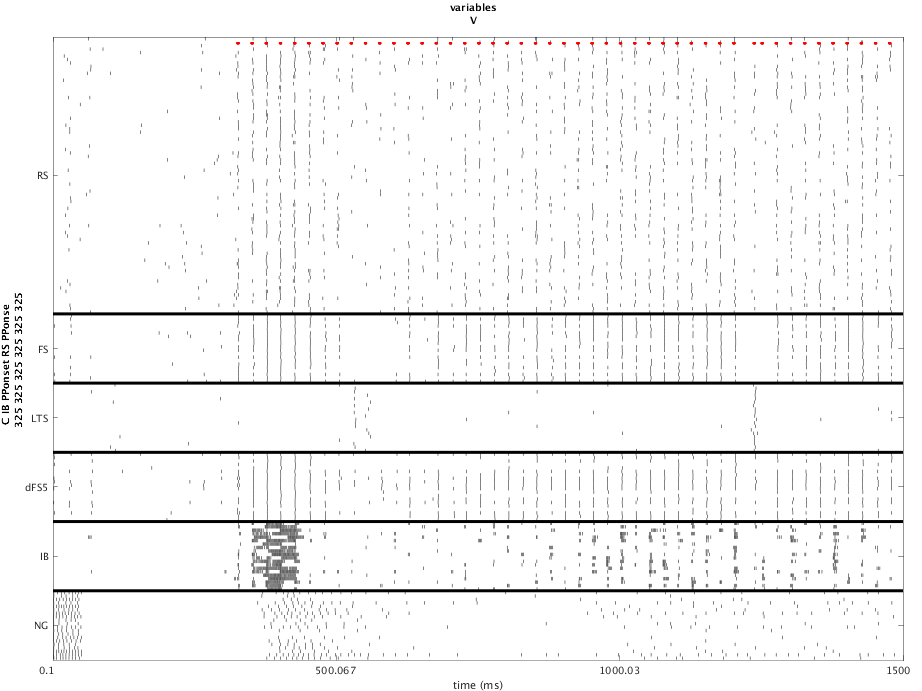 variables
V
C IB PPonset RS PPonse
325 325 325 325 325 325
RS
FS
LTS
dFS5
IB
NG
0.1
500.067
1000.03
1500
time (ms)